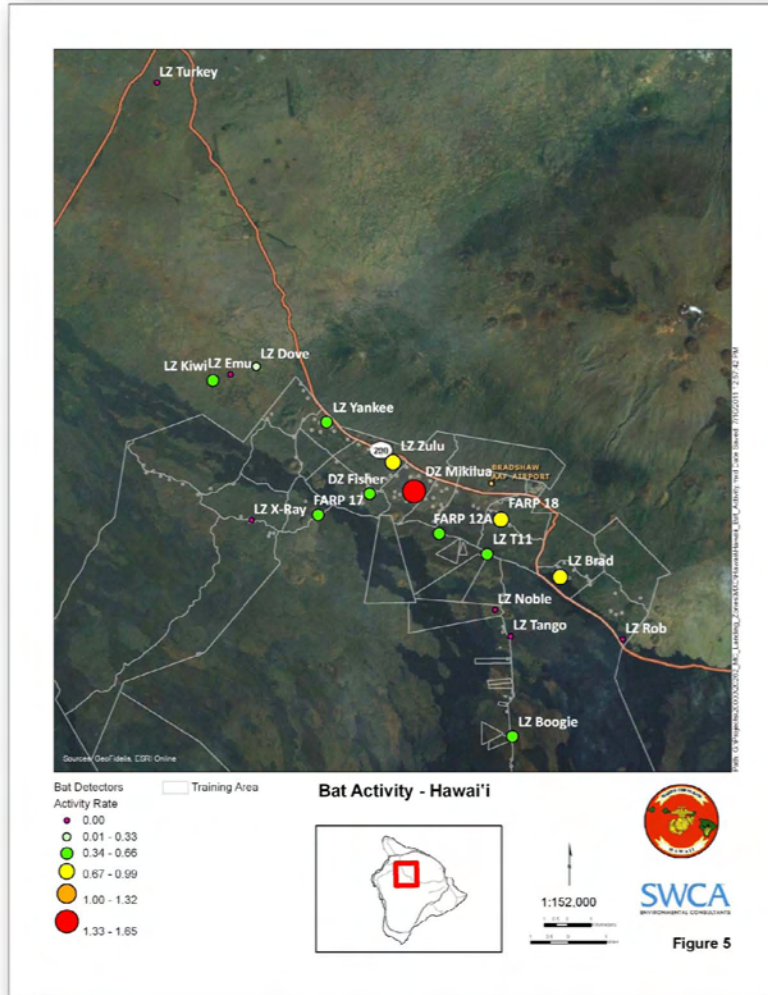 LZ Turkey
LZ Dove
LZ Kiwi
LZ Emu
LZ Yankee
200
LZ Zulu
DZ Mikilua
BRADSHAW
AAF AIRPORT
DZ Fisher
FARP 17
FARP 18
LZ X-Ray
FARP 12A
LZ T11
LZ Brad
LZ Noble
LZ Tango
LZ Rob
LZ Boogie
Sources: GeoFidelis, ESRI Online
Bat Detectors
Activity Rate
0.00
0.01 - 0.33
0.34 - 0.66
0.67 - 0.99
1.00 - 1.32
1.33 - 1.65
Training Area
Bat Activity - Hawai'i
HAWAII
1:152,000
SWCA
ENVIRONMENTAL CONSULTANTS
Figure 5